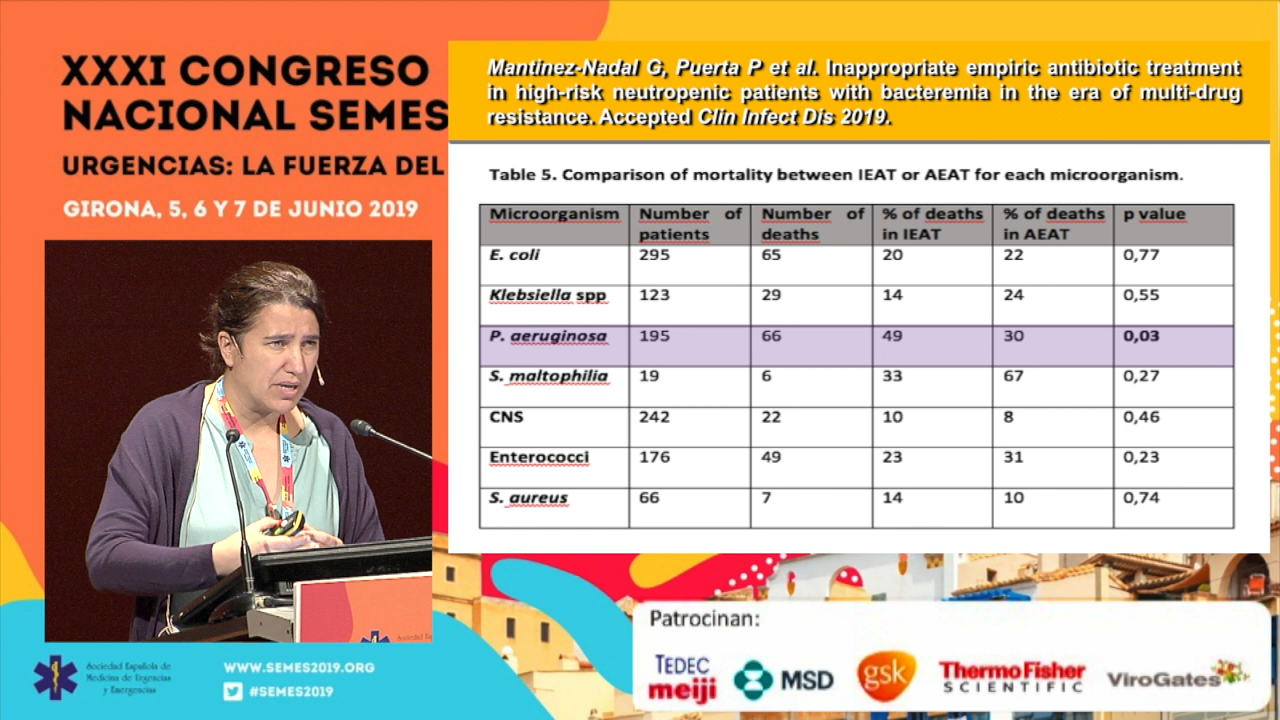 XXXI CONGRESO
NACIONAL SEMES
URGENCIAS: LA FUERZA DEL
GIRONA, 5, 6 Y 7 DE JUNIO 2019
Mantinez-Nadal G, Puerta P et al. Inappropriate empiric antibiotic treatment
in high-risk neutropenic patients with bacteremia in the era of multi-drug
resistance. Accepted Clin Infect Dis 2019.
Table 5. Comparison of mortality between IEAT or AEAT for each microorganism.
Microorganism Number of patients Number of deaths % of deaths in IEAT % of deaths in AEAT p value
E. coli 295 65 20 22 0,77
Klebsiella spp 123 29 14 24 0,55
P. aeruginosa 195 66 49 30 0,03
S. maltophilia 19 6 33 67 0,27
CNS 242 22 10 8 0,46
Enterococci 176 49 23 31 0,23
S. aureus 66 7 14 10 0,74
Sociedad Española de
Medicina de Urgencias
y Emergencias
WWW.SEMES2019.ORG
#SEMES2019
Patrocinan:
TEDEC
meiji
MSD
gsk
ThermoFisher
SCIENTIFIC
ViroGates